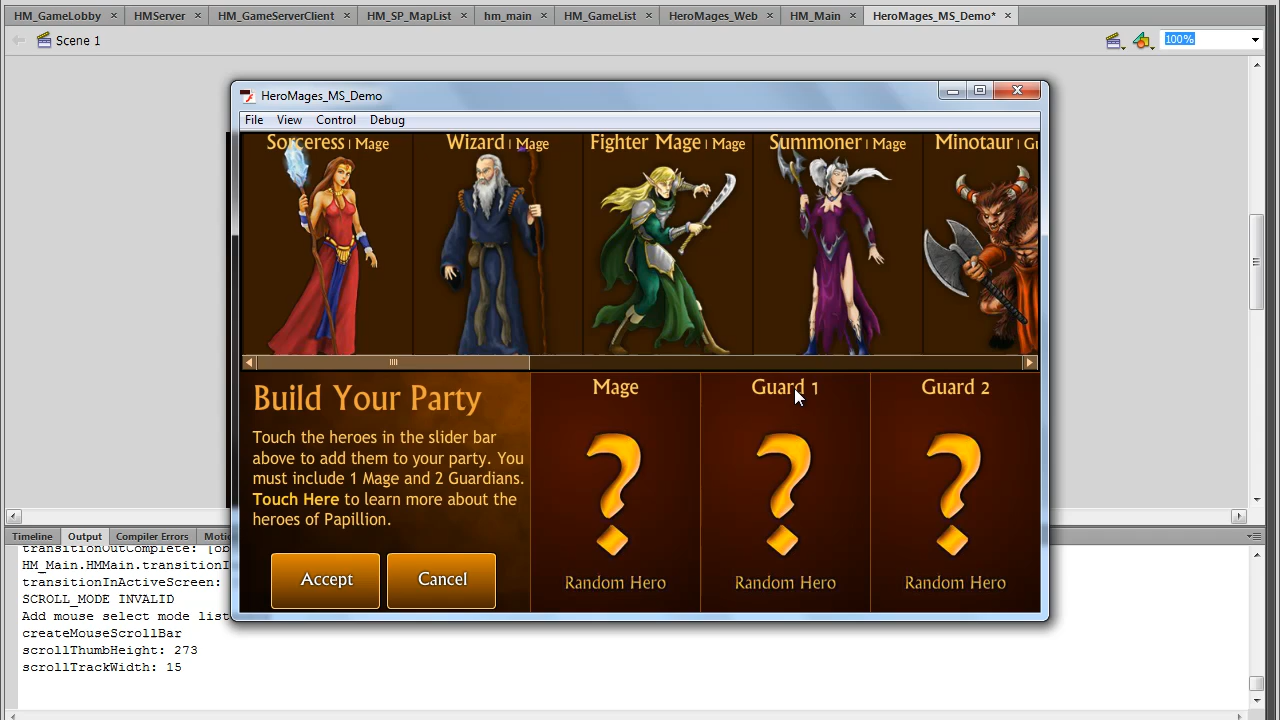 HM_GameLobby × HMServer × HM_GameServerClient × HM_SP_MapList × hm_main × HM_GameList × HeroMages_Web × HM_Main × HeroMages_MS_Demo* ×
Scene 1
100%
HeroMages_MS_Demo
File View Control Debug
Sorceress | Mage
Wizard | Mage
Fighter Mage | Mage
Summoner | Mage
Minotaur | Gu
Build Your Party
Touch the heroes in the slider bar
above to add them to your party. You
must include 1 Mage and 2 Guardians.
Touch Here to learn more about the
heroes of Papillion.
Accept
Cancel
Mage
?
Random Hero
Guard 1
?
Random Hero
Guard 2
?
Random Hero
Timeline Output Compiler Errors Moti
transitionOutComplete: [ob
HM_Main.HMMain.transitionI
transitionInActiveScreen:
SCROLL_MODE INVALID
Add mouse select mode list
createMouseScrollBar
scrollThumbHeight: 273
scrollTrackWidth: 15